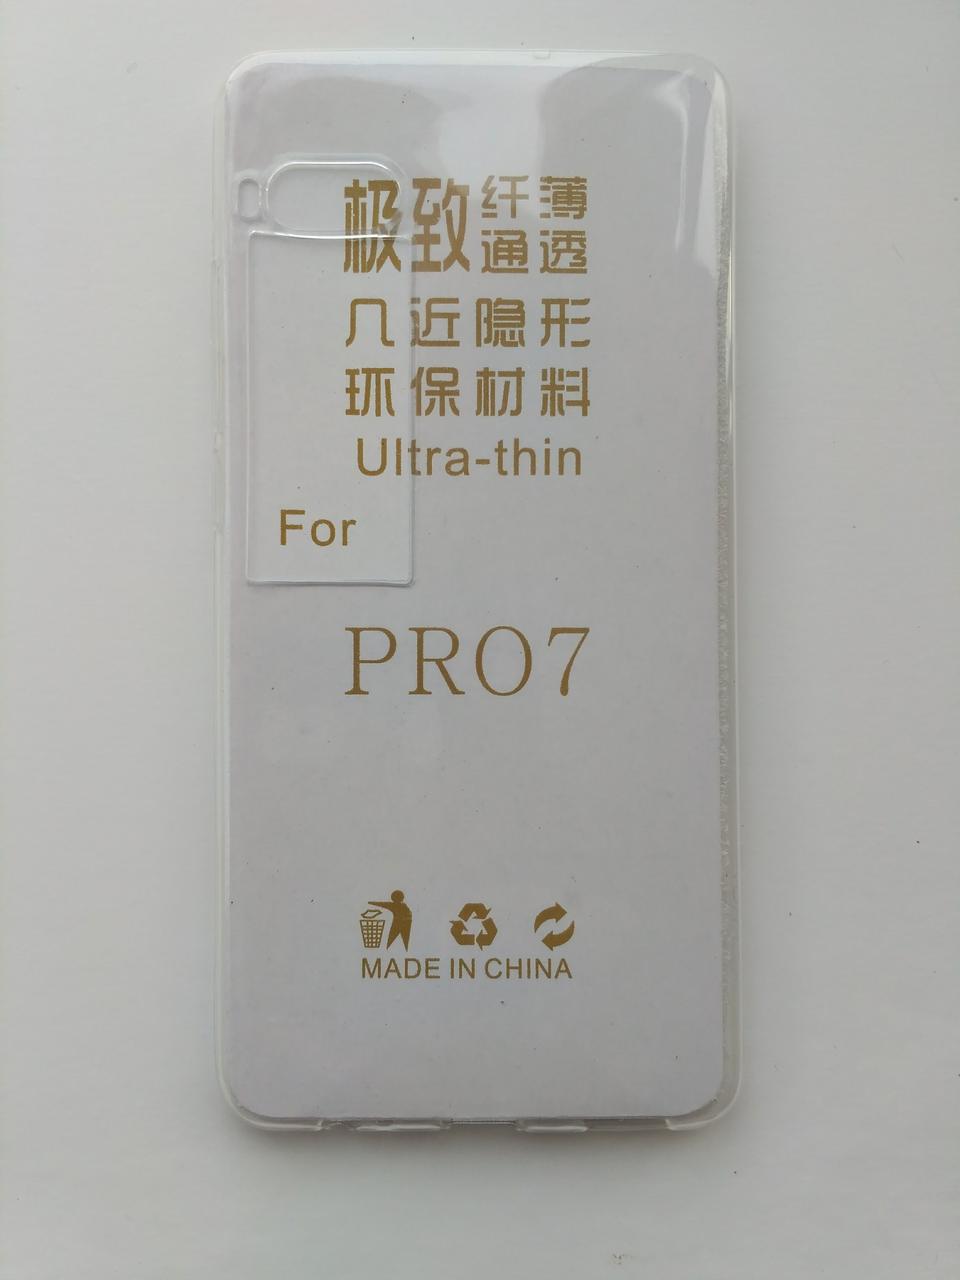 极致纤薄
通透
几近隐形
环保材料
Ultra-thin
For
PRO7
MADE IN CHINA